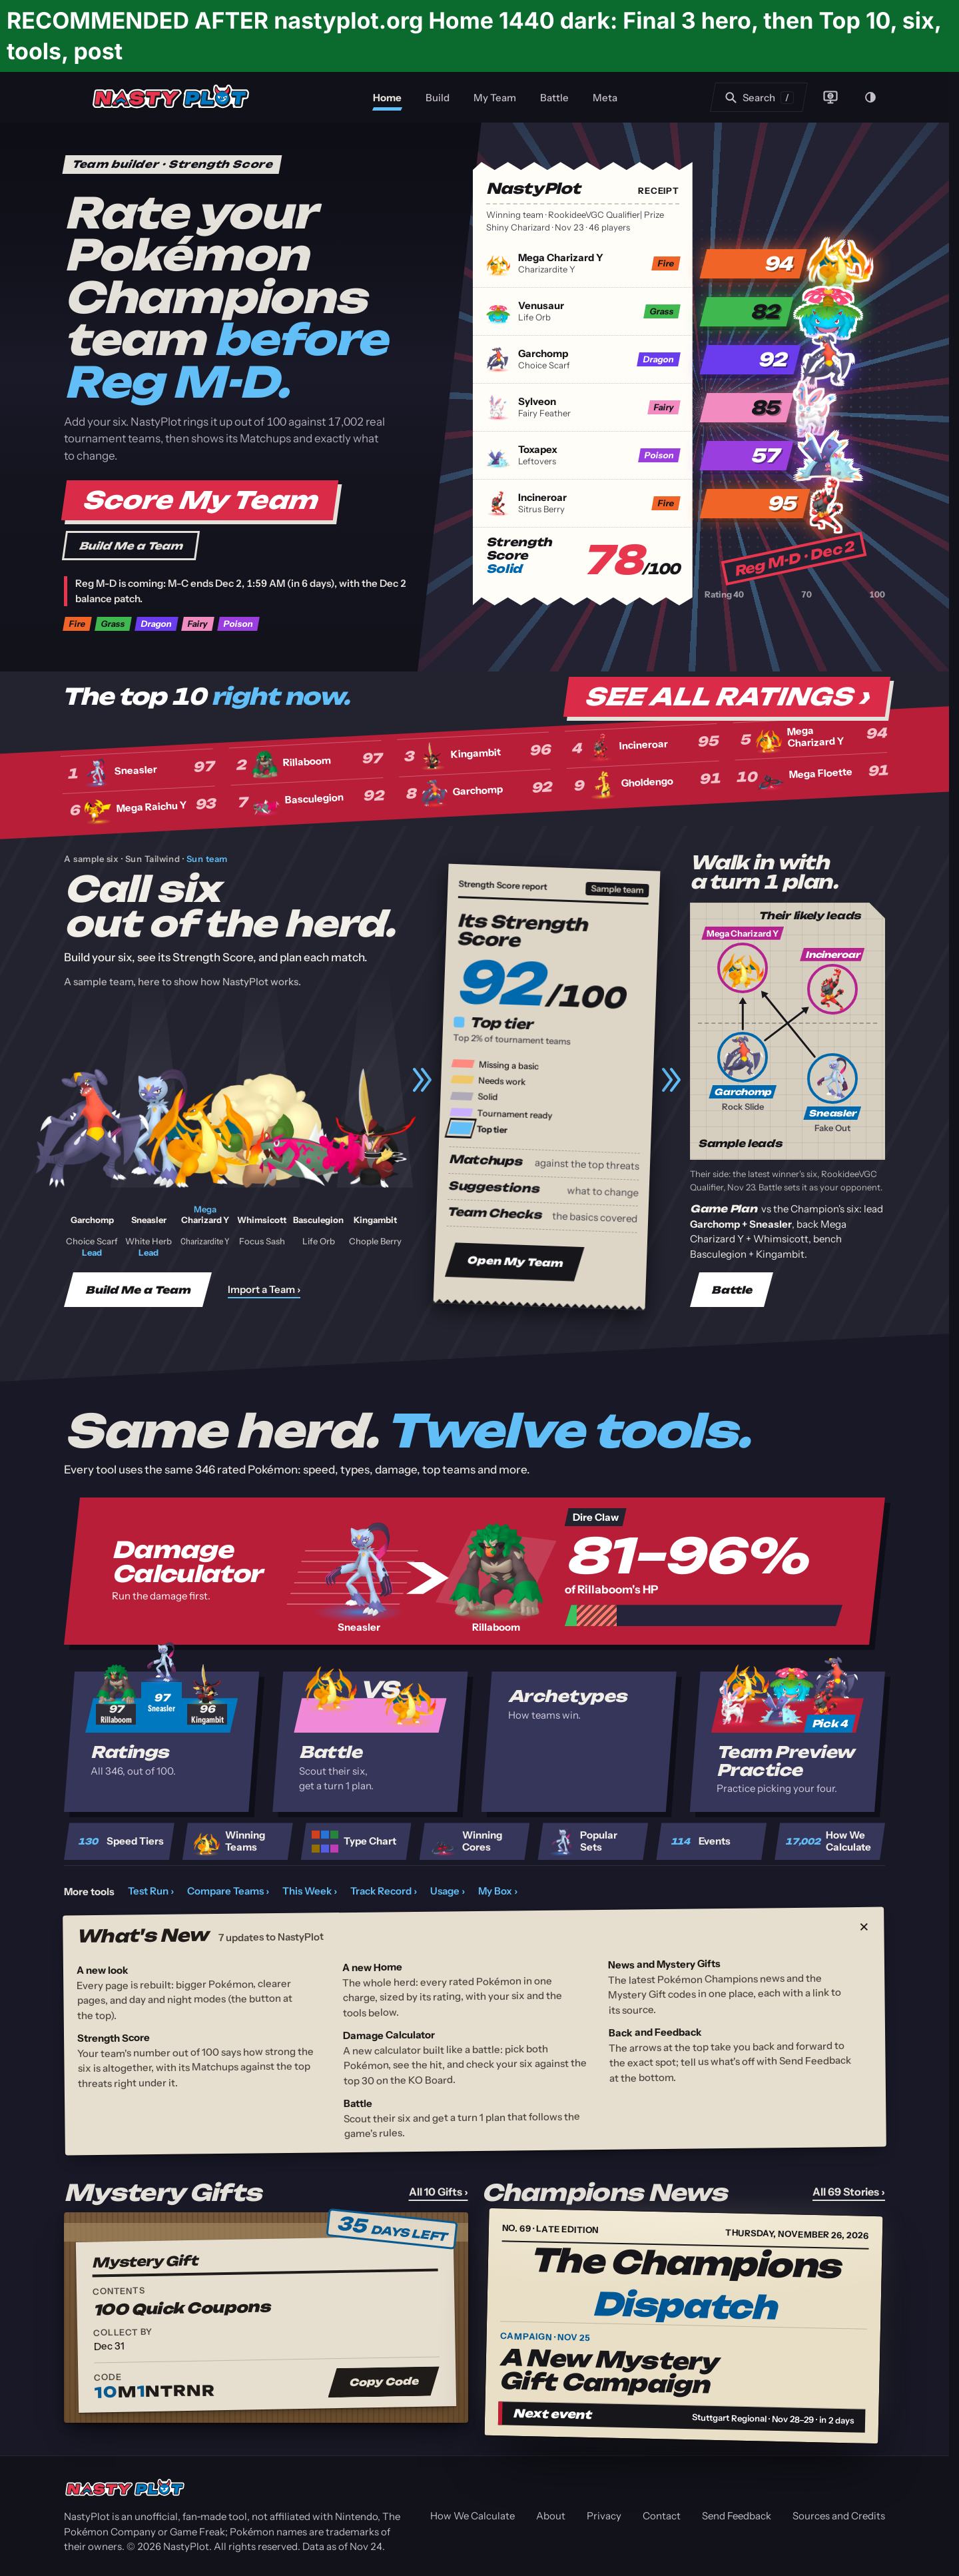 RECOMMENDED AFTER nastyplot.org Home 1440 dark: Final 3 hero, then Top 10, six,
tools, post
NASTY PLOT
Home
Build
My Team
Battle
Meta
Search /
Team builder · Strength Score
Rate your
Pokémon
Champions
team before
Reg M-D.
Add your six. NastyPlot rings it up out of 100 against 17,002 real
tournament teams, then shows its Matchups and exactly what
to change.
Score My Team
Build Me a Team
Reg M-D is coming: M-C ends Dec 2, 1:59 AM (in 6 days), with the Dec 2
balance patch.
Fire
Grass
Dragon
Fairy
Poison
NastyPlot
RECEIPT
Winning team · RookideeVGC Qualifier| Prize
Shiny Charizard · Nov 23 · 46 players
Mega Charizard Y
Charizardite Y
Fire
94
Venusaur
Life Orb
Grass
82
Garchomp
Choice Scarf
Dragon
92
Sylveon
Fairy Feather
Fairy
85
Toxapex
Leftovers
Poison
57
Incineroar
Sitrus Berry
Fire
95
Strength
Score
Solid
78/100
Reg M-D · Dec 2
Rating 40
70
100
The top 10 right now.
SEE ALL RATINGS ›
1 Sneasler 97
2 Rillaboom 97
3 Kingambit 96
4 Incineroar 95
5 Mega
Charizard Y 94
6 Mega Raichu Y 93
7 Basculegion 92
8 Garchomp 92
9 Gholdengo 91
10 Mega Floette 91
A sample six · Sun Tailwind · Sun team
Call six
out of the herd.
Build your six, see its Strength Score, and plan each match.
A sample team, here to show how NastyPlot works.
Garchomp
Choice Scarf
Lead
Sneasler
White Herb
Lead
Mega
Charizard Y
Charizardite Y
Whimsicott
Focus Sash
Basculegion
Life Orb
Kingambit
Chople Berry
Build Me a Team
Import a Team ›
Strength Score report
Sample team
Its Strength
Score
92/100
Top tier
Top 2% of tournament teams
Missing a basic
Needs work
Solid
Tournament ready
Top tier
Matchups against the top threats
Suggestions what to change
Team Checks the basics covered
Open My Team
Walk in with
a turn 1 plan.
Their likely leads
Mega Charizard Y
Incineroar
Garchomp
Rock Slide
Sneasler
Fake Out
Sample leads
Their side: the latest winner's six, RookideeVGC
Qualifier, Nov 23. Battle sets it as your opponent.
Game Plan vs the Champion's six: lead
Garchomp + Sneasler, back Mega
Charizard Y + Whimsicott, bench
Basculegion + Kingambit.
Battle
Same herd. Twelve tools.
Every tool uses the same 346 rated Pokémon: speed, types, damage, top teams and more.
Damage
Calculator
Run the damage first.
Sneasler
Rillaboom
Dire Claw
81–96%
of Rillaboom's HP
97
Rillaboom
97
Sneasler
96
Kingambit
Ratings
All 346, out of 100.
VS
Battle
Scout their six,
get a turn 1 plan.
Archetypes
How teams win.
Pick 4
Team Preview
Practice
Practice picking your four.
130 Speed Tiers
Winning
Teams
Type Chart
Winning
Cores
Popular
Sets
114 Events
17,002 How We
Calculate
More tools
Test Run ›
Compare Teams ›
This Week ›
Track Record ›
Usage ›
My Box ›
What's New 7 updates to NastyPlot
×
A new look
Every page is rebuilt: bigger Pokémon, clearer
pages, and day and night modes (the button at
the top).
Strength Score
Your team's number out of 100 says how strong the
six is altogether, with its Matchups against the top
threats right under it.
A new Home
The whole herd: every rated Pokémon in one
charge, sized by its rating, with your six and the
tools below.
Damage Calculator
A new calculator built like a battle: pick both
Pokémon, see the hit, and check your six against the
top 30 on the KO Board.
Battle
Scout their six and get a turn 1 plan that follows the
game's rules.
News and Mystery Gifts
The latest Pokémon Champions news and the
Mystery Gift codes in one place, each with a link to
its source.
Back and Feedback
The arrows at the top take you back and forward to
the exact spot; tell us what's off with Send Feedback
at the bottom.
Mystery Gifts
All 10 Gifts ›
35 DAYS LEFT
Mystery Gift
CONTENTS
100 Quick Coupons
COLLECT BY
Dec 31
CODE
10M1NTRNR
Copy Code
Champions News
All 69 Stories ›
NO. 69 · LATE EDITION
THURSDAY, NOVEMBER 26, 2026
The Champions
Dispatch
CAMPAIGN · NOV 25
A New Mystery
Gift Campaign
Next event
Stuttgart Regional · Nov 28–29 · in 2 days
NASTY PLOT
NastyPlot is an unofficial, fan-made tool, not affiliated with Nintendo, The
Pokémon Company or Game Freak; Pokémon names are trademarks of
their owners. © 2026 NastyPlot. All rights reserved. Data as of Nov 24.
How We Calculate
About
Privacy
Contact
Send Feedback
Sources and Credits